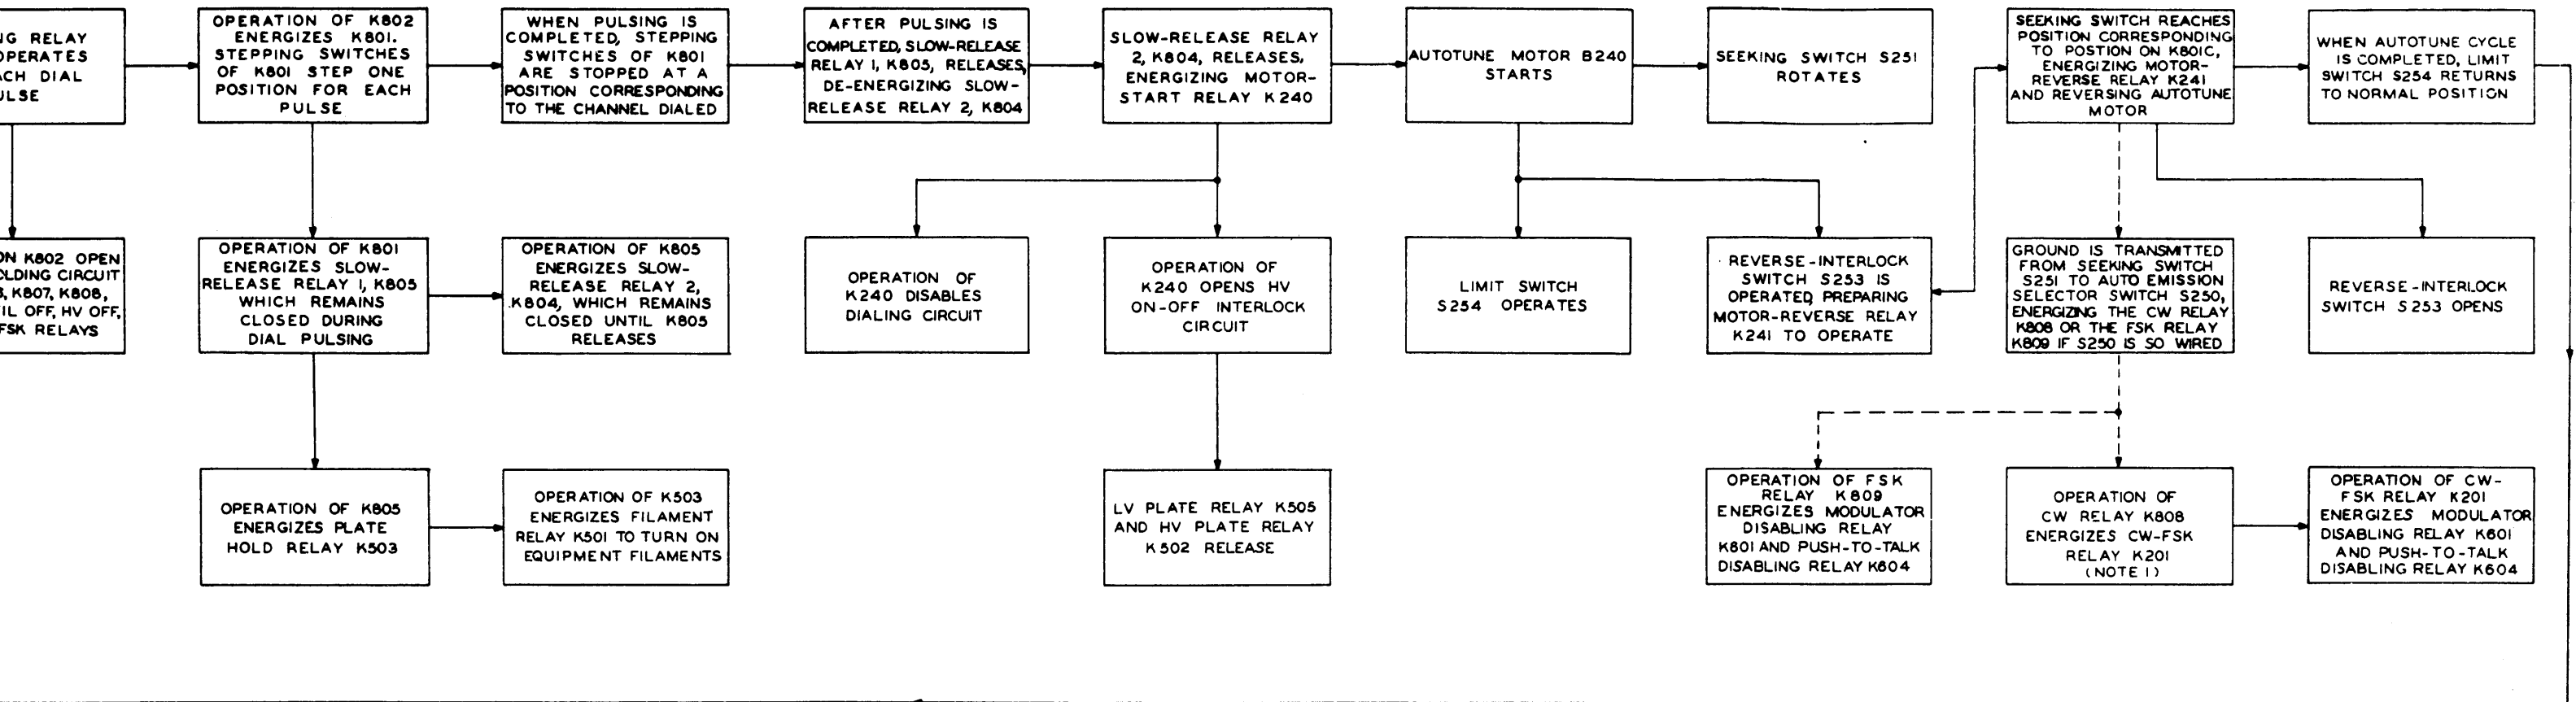 NG RELAY
OPERATES
ACH DIAL
ULSE
OPERATION OF K802
ENERGIZES K801.
STEPPING SWITCHES
OF K801 STEP ONE
POSITION FOR EACH
PULSE
WHEN PULSING IS
COMPLETED, STEPPING
SWITCHES OF K801
ARE STOPPED AT A
POSITION CORRESPONDING
TO THE CHANNEL DIALED
AFTER PULSING IS
COMPLETED, SLOW-RELEASE
RELAY 1, K805, RELEASES,
DE-ENERGIZING SLOW-
RELEASE RELAY 2, K804
SLOW-RELEASE RELAY
2, K804, RELEASES,
ENERGIZING MOTOR-
START RELAY K240
AUTOTUNE MOTOR B240
STARTS
SEEKING SWITCH S251
ROTATES
SEEKING SWITCH REACHES
POSITION CORRESPONDING
TO POSTION ON K801C,
ENERGIZING MOTOR-
REVERSE RELAY K241
AND REVERSING AUTOTUNE
MOTOR
WHEN AUTOTUNE CYCLE
IS COMPLETED, LIMIT
SWITCH S254 RETURNS
TO NORMAL POSITION
ON K802 OPEN
OLDING CIRCUIT
, K807, K808,
IL OFF, HV OFF,
FSK RELAYS
OPERATION OF K801
ENERGIZES SLOW-
RELEASE RELAY 1, K805
WHICH REMAINS
CLOSED DURING
DIAL PULSING
OPERATION OF K805
ENERGIZES SLOW-
RELEASE RELAY 2,
K804, WHICH REMAINS
CLOSED UNTIL K805
RELEASES
OPERATION OF
K240 DISABLES
DIALING CIRCUIT
OPERATION OF
K240 OPENS HV
ON-OFF INTERLOCK
CIRCUIT
LIMIT SWITCH
S254 OPERATES
REVERSE-INTERLOCK
SWITCH S253 IS
OPERATED, PREPARING
MOTOR-REVERSE RELAY
K241 TO OPERATE
GROUND IS TRANSMITTED
FROM SEEKING SWITCH
S251 TO AUTO EMISSION
SELECTOR SWITCH S250,
ENERGIZING THE CW RELAY
K808 OR THE FSK RELAY
K809 IF S250 IS SO WIRED
REVERSE-INTERLOCK
SWITCH S253 OPENS
OPERATION OF K805
ENERGIZES PLATE
HOLD RELAY K503
OPERATION OF K503
ENERGIZES FILAMENT
RELAY K501 TO TURN ON
EQUIPMENT FILAMENTS
LV PLATE RELAY K505
AND HV PLATE RELAY
K502 RELEASE
OPERATION OF FSK
RELAY K809
ENERGIZES MODULATOR
DISABLING RELAY
K601 AND PUSH-TO-TALK
DISABLING RELAY K604
OPERATION OF
CW RELAY K808
ENERGIZES CW-FSK
RELAY K201
(NOTE 1)
OPERATION OF CW-
FSK RELAY K201
ENERGIZES MODULATOR
DISABLING RELAY K601
AND PUSH-TO-TALK
DISABLING RELAY K604